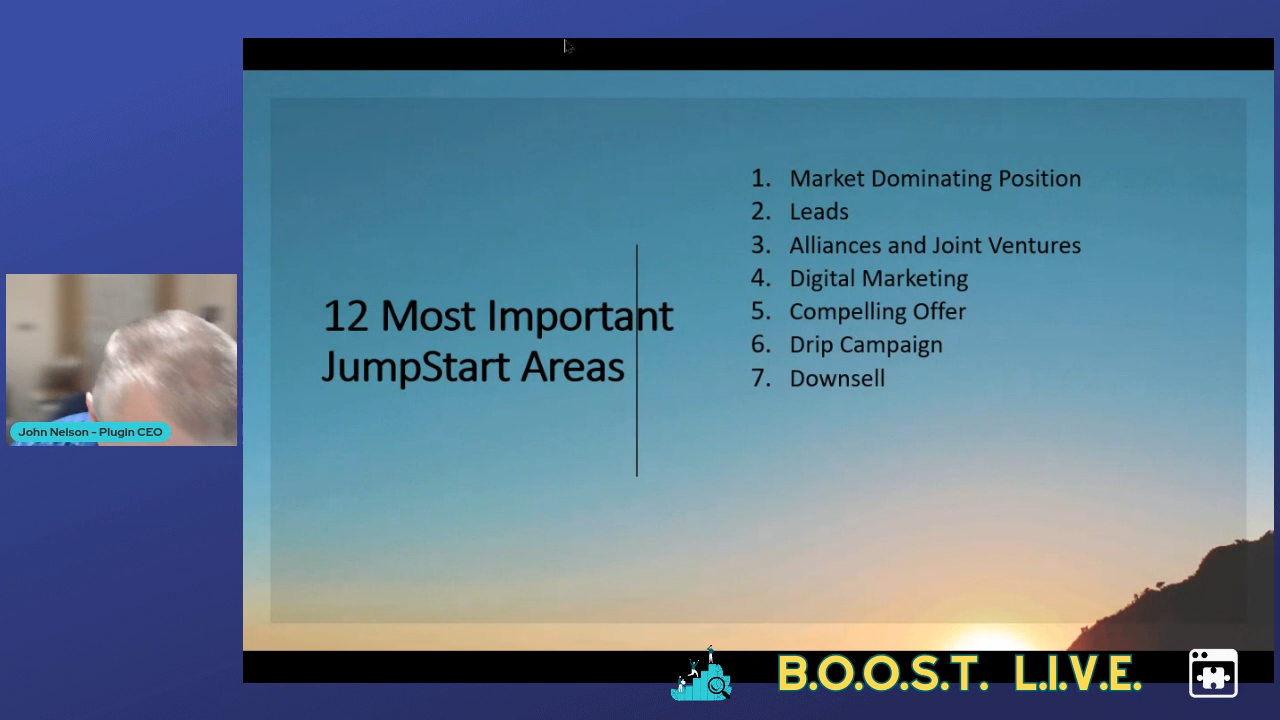 12 Most Important
JumpStart Areas
1. Market Dominating Position
2. Leads
3. Alliances and Joint Ventures
4. Digital Marketing
5. Compelling Offer
6. Drip Campaign
7. Downsell
John Nelson - Plugin CEO
B.O.O.S.T. L.I.V.E.